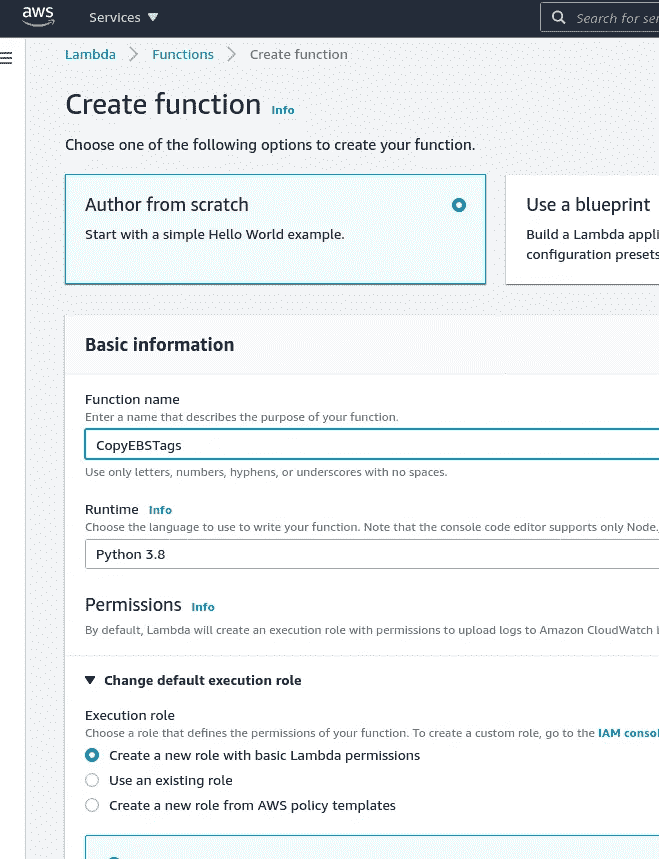 aws Services ▼ Search for
Lambda > Functions > Create function
Create function Info
Choose one of the following options to create your function.
Author from scratch
Start with a simple Hello World example.
Use a blueprint
Build a Lambda
configuration presets
Basic information
Function name
Enter a name that describes the purpose of your function.
CopyEBSTags
Use only letters, numbers, hyphens, or underscores with no spaces.
Runtime Info
Choose the language to use to write your function. Note that the console code editor supports only Node.
Python 3.8
Permissions Info
By default, Lambda will create an execution role with permissions to upload logs to Amazon CloudWatch
▼ Change default execution role
Execution role
Choose a role that defines the permissions of your function. To create a custom role, go to the IAM
Create a new role with basic Lambda permissions
Use an existing role
Create a new role from AWS policy templates